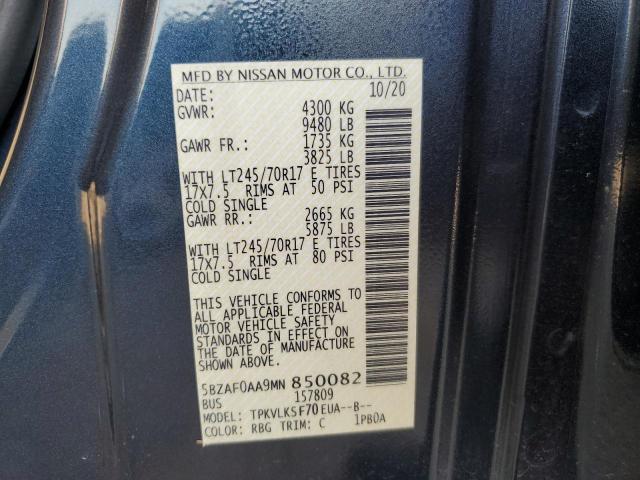 MFD BY NISSAN MOTOR CO., LTD.
DATE: 10/20
GVWR: 4300 KG
9480 LB
GAWR FR.: 1735 KG
3825 LB
WITH LT245/70R17 E TIRES
17X7.5 RIMS AT 50 PSI
COLD SINGLE
GAWR RR.: 2665 KG
5875 LB
WITH LT245/70R17 E TIRES
17X7.5 RIMS AT 80 PSI
COLD SINGLE
THIS VEHICLE CONFORMS TO
ALL APPLICABLE FEDERAL
MOTOR VEHICLE SAFETY
STANDARDS IN EFFECT ON
THE DATE OF MANUFACTURE
SHOWN ABOVE.
5BZAF0AA9MN 850082
BUS 157809
MODEL: TPKVLKSF70EUA--B--
COLOR: RBG TRIM: C 1PB0A